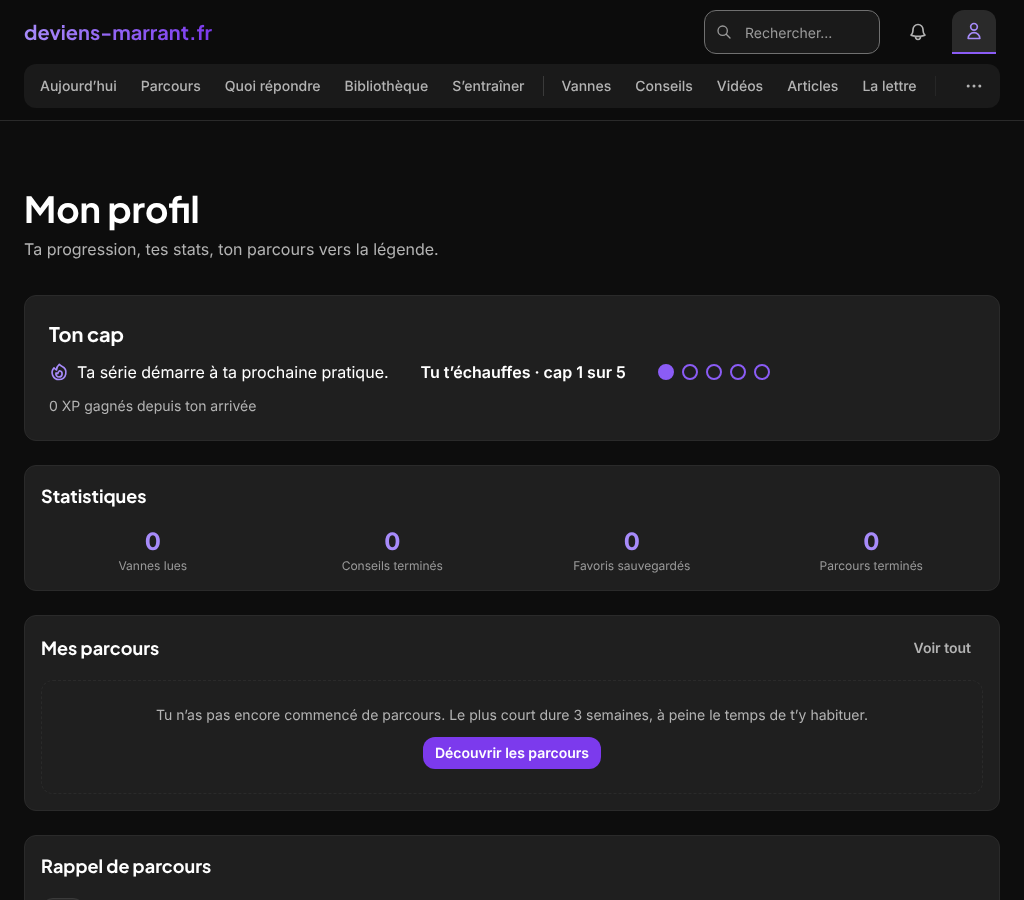 deviens-marrant.fr
Rechercher...
Aujourd’hui Parcours Quoi répondre Bibliothèque S’entraîner Vannes Conseils Vidéos Articles La lettre
Mon profil
Ta progression, tes stats, ton parcours vers la légende.
Ton cap
Ta série démarre à ta prochaine pratique. Tu t’échauffes · cap 1 sur 5
0 XP gagnés depuis ton arrivée
Statistiques
0 0 0 0
Vannes lues Conseils terminés Favoris sauvegardés Parcours terminés
Mes parcours Voir tout
Tu n’as pas encore commencé de parcours. Le plus court dure 3 semaines, à peine le temps de t’y habituer.
Découvrir les parcours
Rappel de parcours